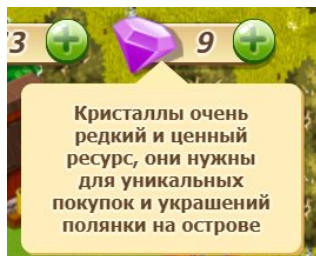 3 9
Кристаллы очень
редкий и ценный
ресурс, они нужны
для уникальных
покупок и украшений
полянки на острове